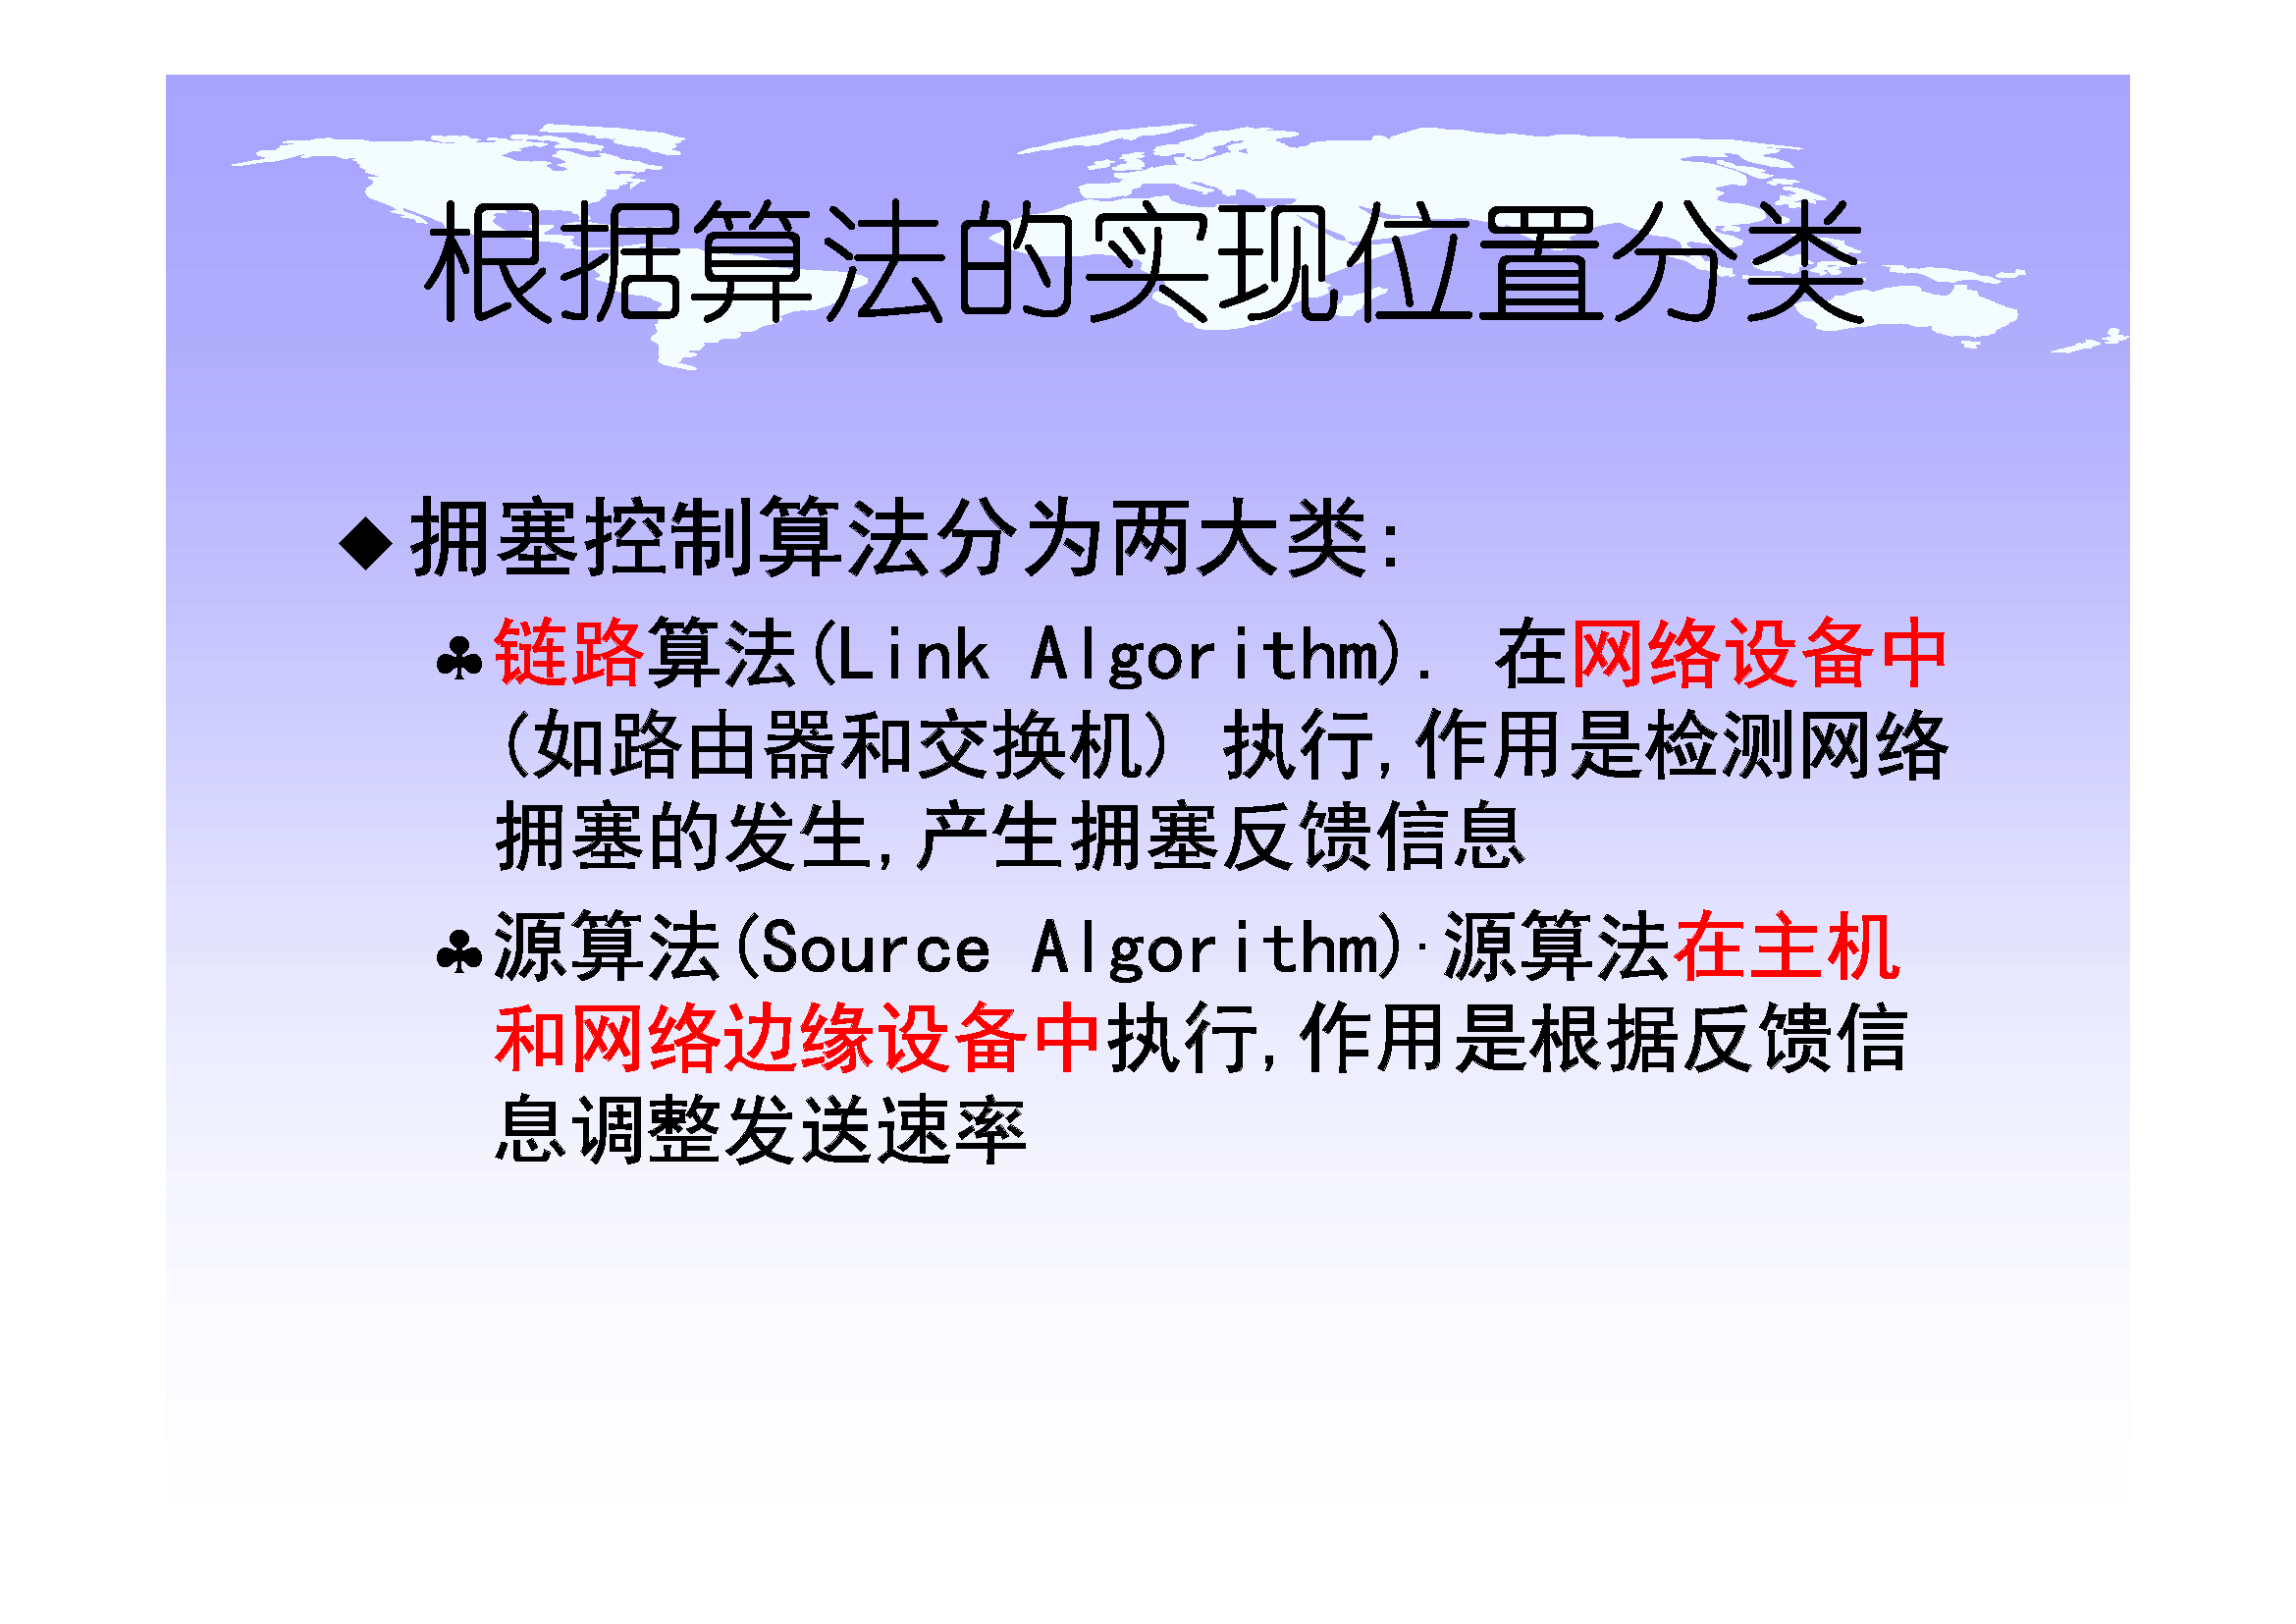 根据算法的实现位置分类
◆拥塞控制算法分为两大类:
♣链路算法(Link Algorithm). 在网络设备中
(如路由器和交换机) 执行,作用是检测网络
拥塞的发生,产生拥塞反馈信息
♣源算法(Source Algorithm)·源算法在主机
和网络边缘设备中执行,作用是根据反馈信
息调整发送速率